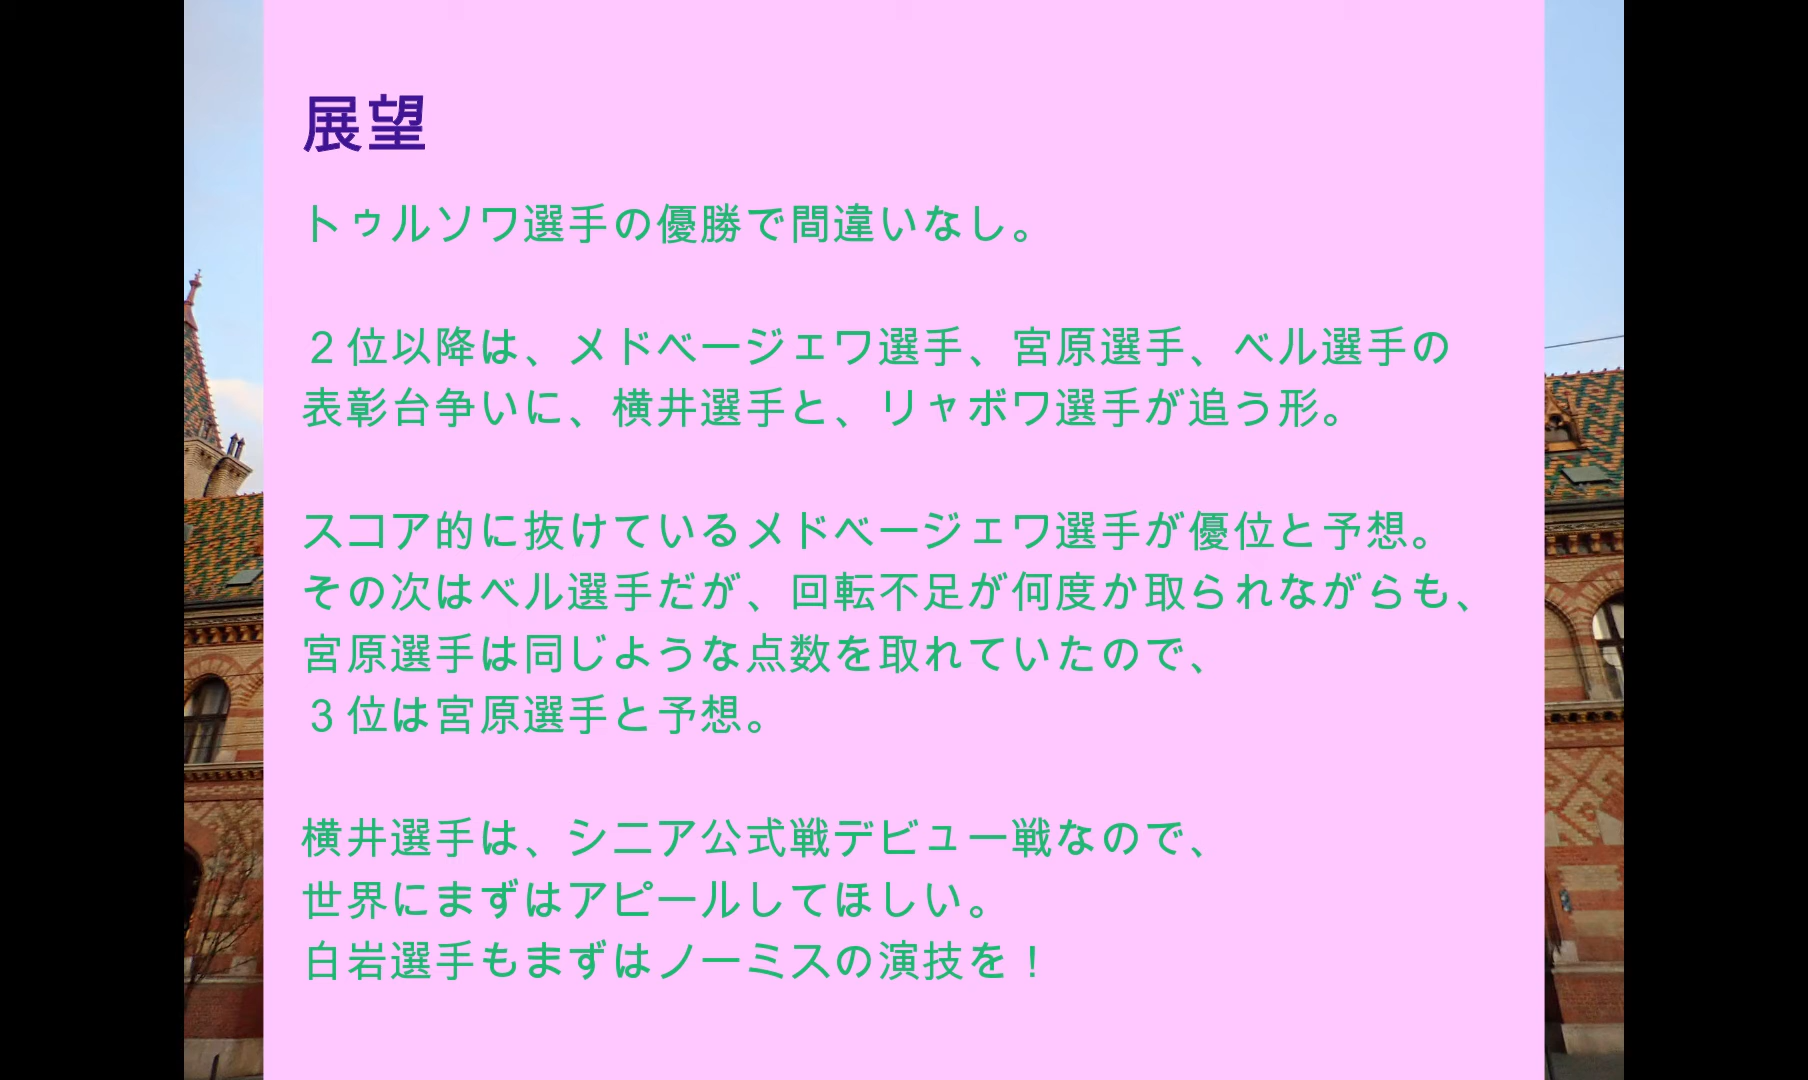 展望
トゥルソワ選手の優勝で間違いなし。
２位以降は、メドベージェワ選手、宮原選手、ベル選手の
表彰台争いに、横井選手と、リャボワ選手が追う形。
スコア的に抜けているメドベージェワ選手が優位と予想。
その次はベル選手だが、回転不足が何度か取られながらも、
宮原選手は同じような点数を取れていたので、
３位は宮原選手と予想。
横井選手は、シニア公式戦デビュー戦なので、
世界にまずはアピールしてほしい。
白岩選手もまずはノーミスの演技を！